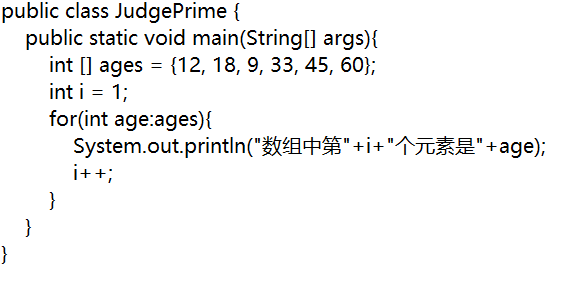 public class JudgePrime {
public static void main(String[] args){
int [] ages = {12, 18, 9, 33, 45, 60};
int i = 1;
for(int age:ages){
System.out.println("数组中第"+i+"个元素是"+age);
i++;
}
}
}